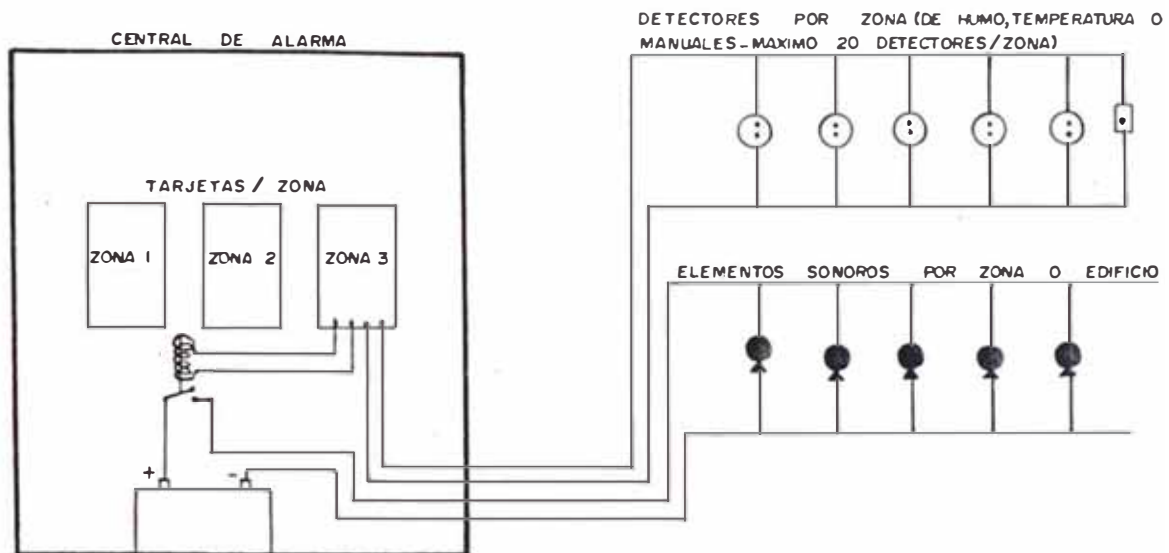 CENTRAL DE ALARMA
DETECTORES POR ZONA (DE HUMO, TEMPERATURA O
MANUALES-MAXIMO 20 DETECTORES/ZONA)
TARJETAS / ZONA
ZONA 1
ZONA 2
ZONA 3
ELEMENTOS SONOROS POR ZONA O EDIFICIO
+
-